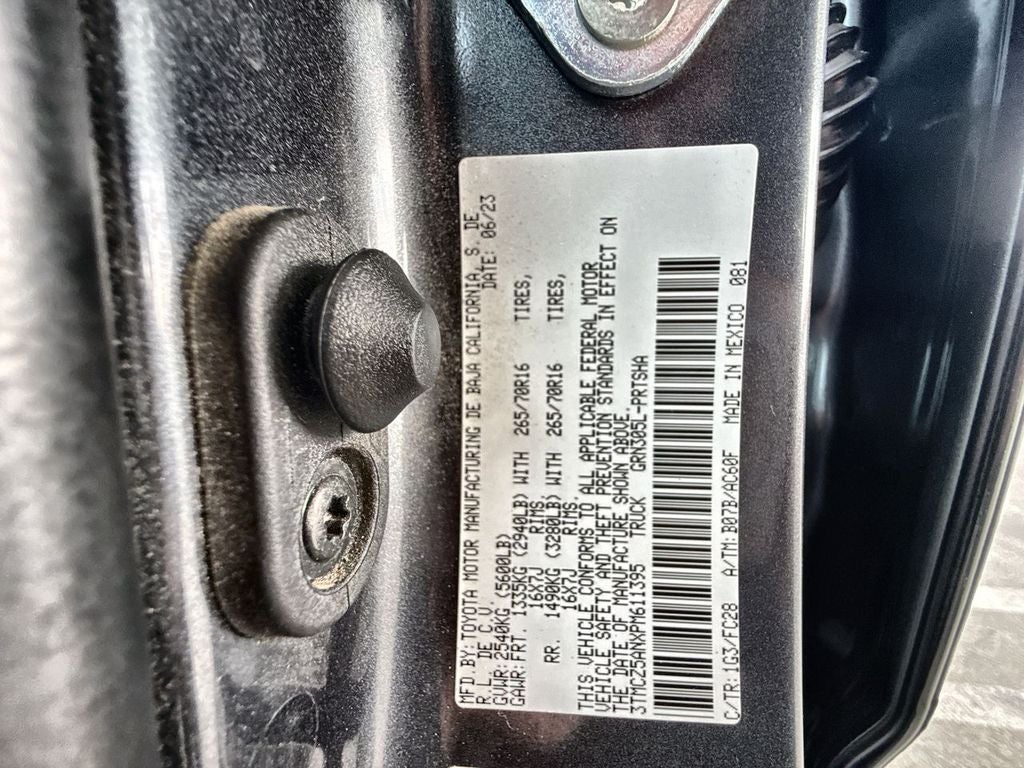 MFD BY: TOYOTA MOTOR MANUFACTURING DE BAJA CALIFORNIA, S. DE
R. L. DE C. V. DATE: 06/23
GVWR: 2540KG (5600LB)
GAWR: FRT. 1335KG (2940LB) WITH 265/70R16 TIRES,
16X7J RIMS.
RR. 1490KG (3280LB) WITH 265/70R16 TIRES,
16X7J RIMS.
THIS VEHICLE CONFORMS TO ALL APPLICABLE FEDERAL MOTOR
VEHICLE SAFETY AND THEFT PREVENTION STANDARDS IN EFFECT ON
THE DATE OF MANUFACTURE SHOWN ABOVE.
3TMCZ5ANXPM611395 TRUCK GRN305L-PRTSHA
C/TR: 1G3/FC28 A/TM: B07B/AC60F MADE IN MEXICO 081